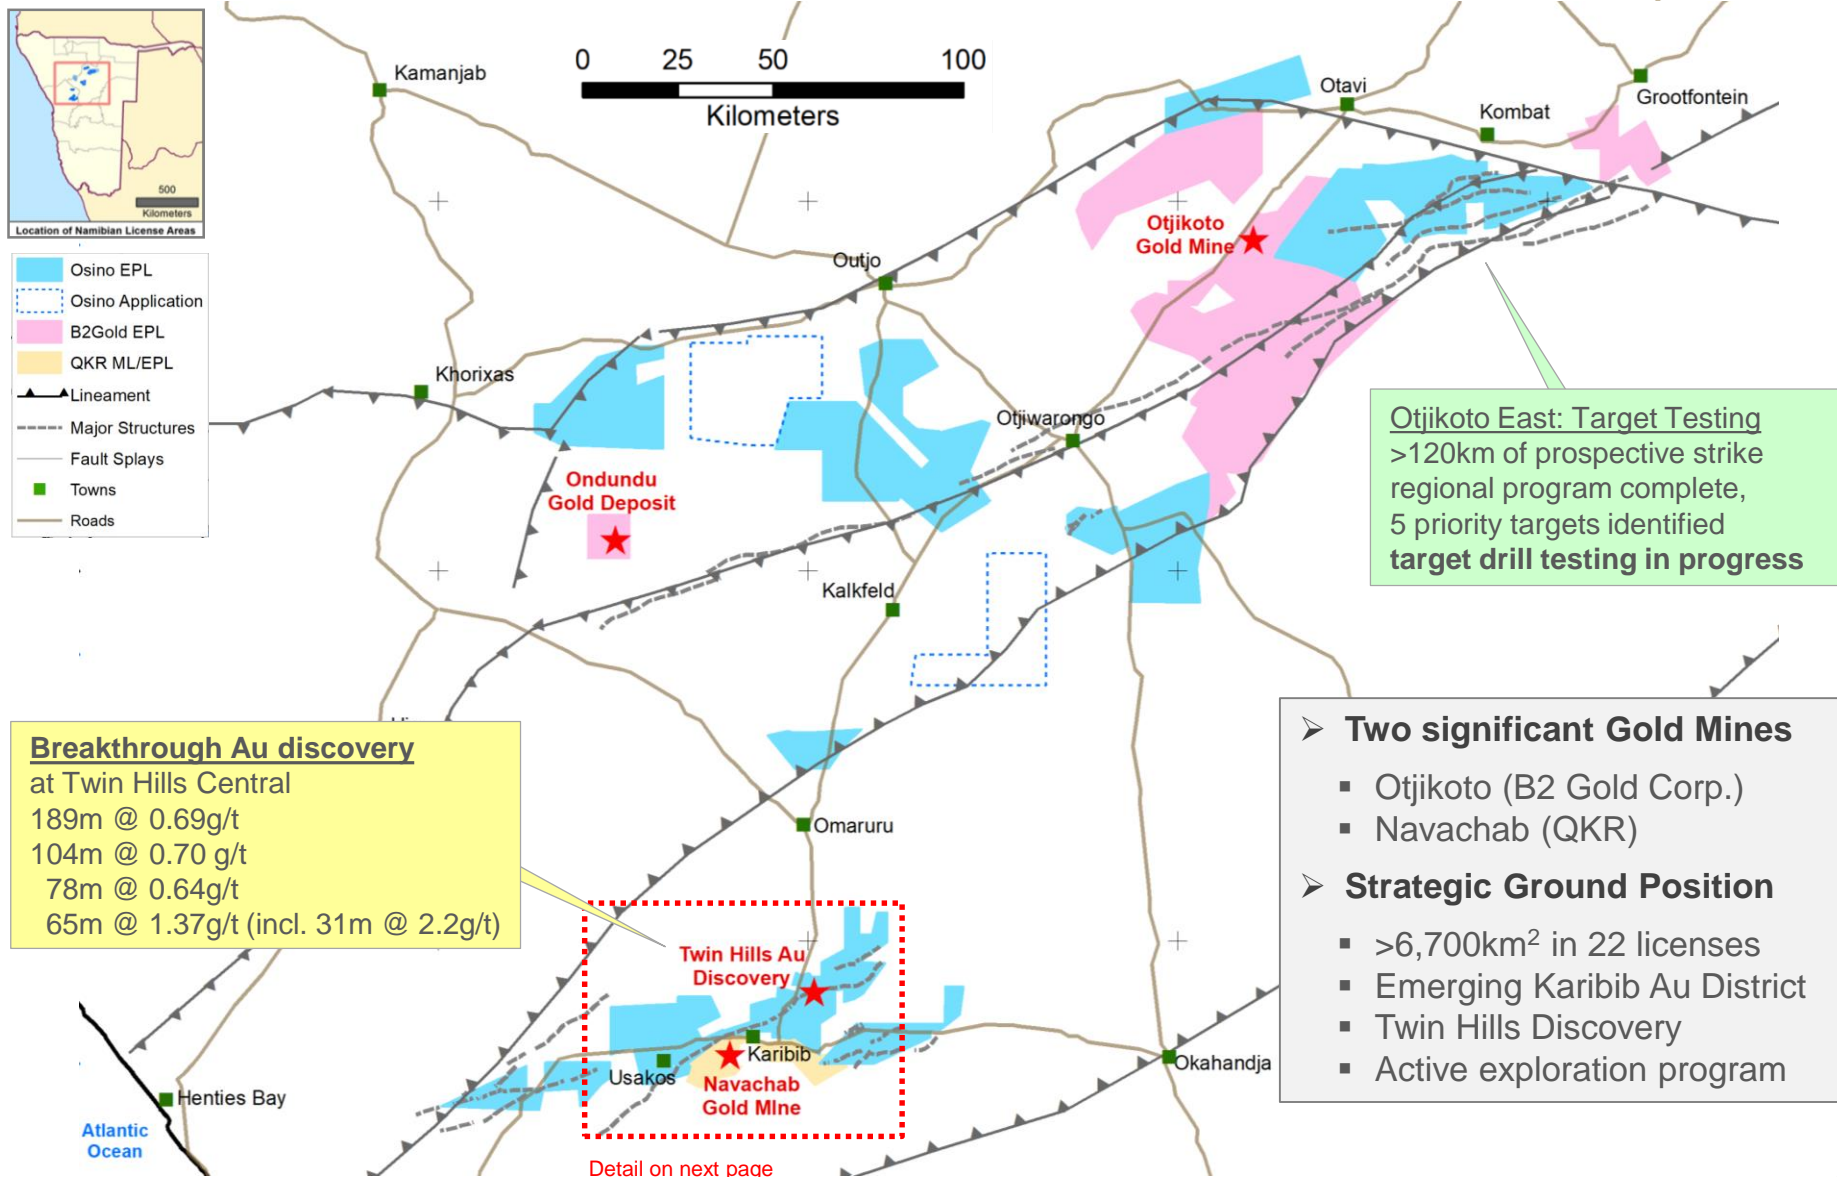 500
Kilometers
Location of Namibian License Areas
Osino EPL
Osino Application
B2Gold EPL
QKR ML/EPL
Lineament
Major Structures
Fault Splays
Towns
Roads
0 25 50 100
Kilometers
Kamanjab
Otavi
Kombat
Grootfontein
Otjikoto
Gold Mine
Outjo
Khorixas
Otjiwarongo
Ondundu
Gold Deposit
Kalkfeld
Otjikoto East: Target Testing
>120km of prospective strike
regional program complete,
5 priority targets identified
target drill testing in progress
Breakthrough Au discovery
at Twin Hills Central
189m @ 0.69g/t
104m @ 0.70 g/t
78m @ 0.64g/t
65m @ 1.37g/t (incl. 31m @ 2.2g/t)
Omaruru
Twin Hills Au
Discovery
Karibib
Usakos
Navachab
Gold MIne
Okahandja
Henties Bay
Atlantic
Ocean
Detail on next page
➢ Two significant Gold Mines
▪ Otjikoto (B2 Gold Corp.)
▪ Navachab (QKR)
➢ Strategic Ground Position
▪ >6,700km² in 22 licenses
▪ Emerging Karibib Au District
▪ Twin Hills Discovery
▪ Active exploration program